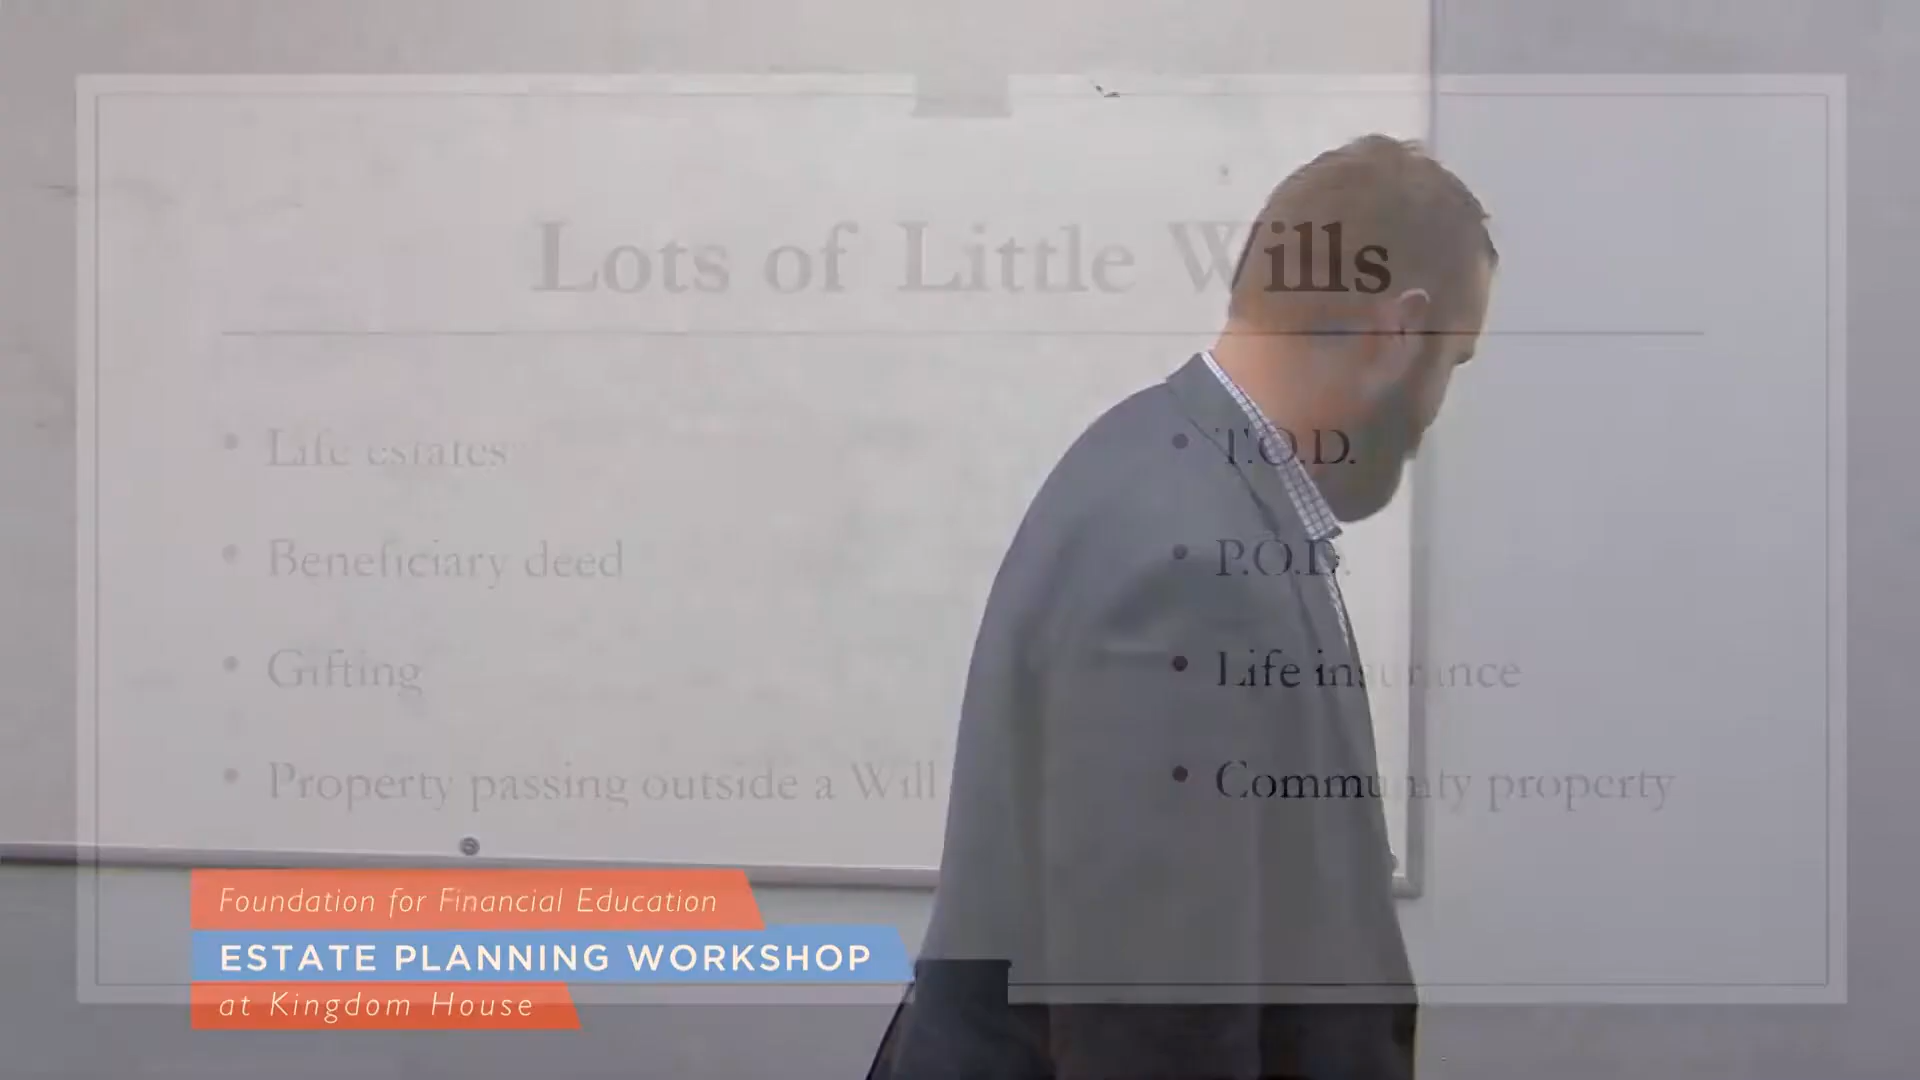 Lots of Little Wills
• Life estates
• Beneficiary deed
• Gifting
• Property passing outside a Will
• T.O.D.
• P.O.D.
• Life insurance
• Community property
Foundation for Financial Education
ESTATE PLANNING WORKSHOP
at Kingdom House